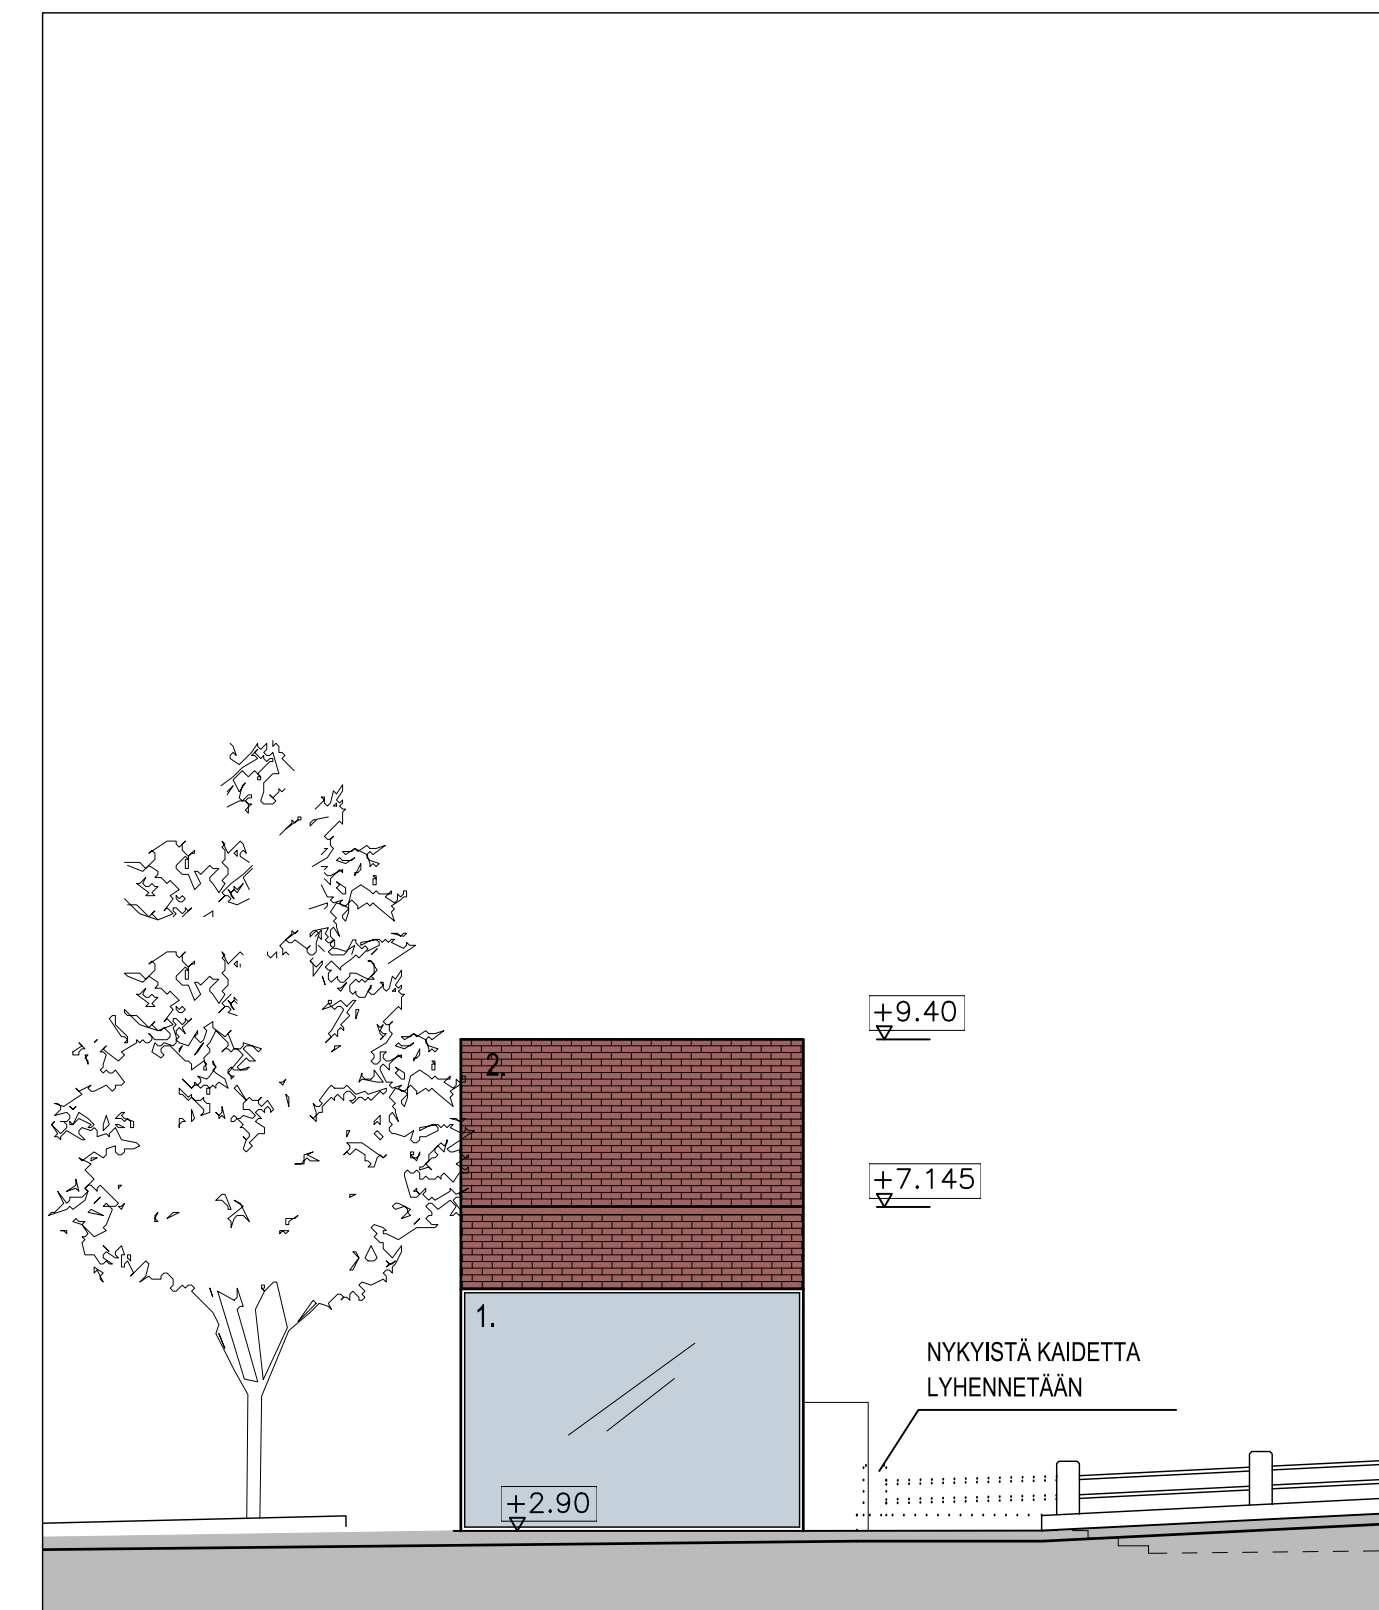 +9.40
2.
+7.145
1.
NYKYISTÄ KAIDETTA
LYHENNETÄÄN
+2.90